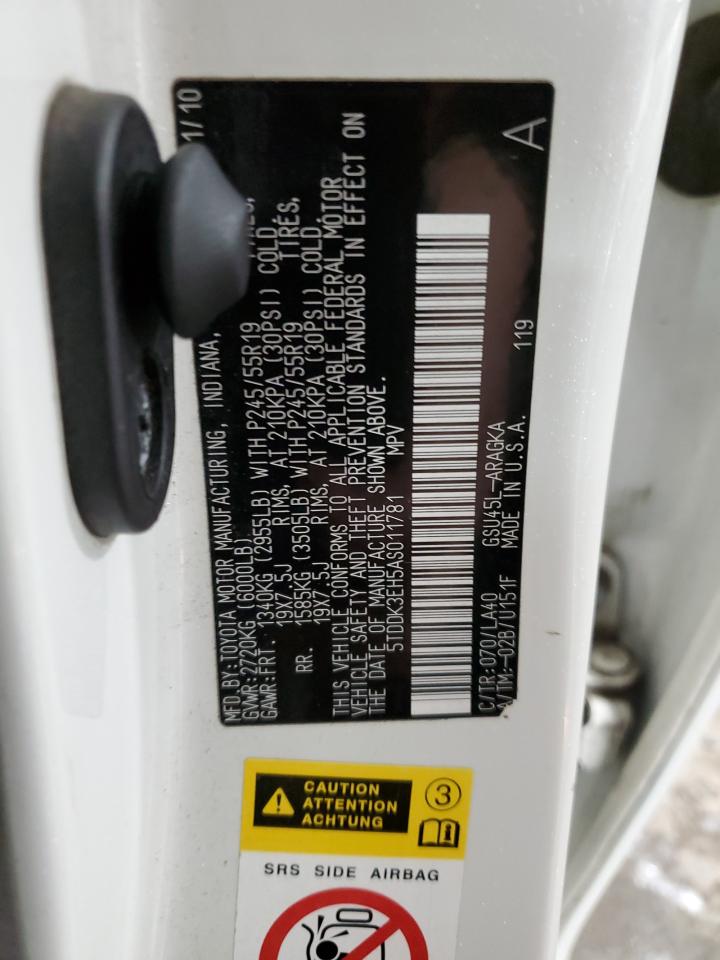 MFD.BY:TOYOTA MOTOR MANUFACTURING, INDIANA, 1/10
GVWR:2720KG (6000LB)
GAWR:FRT. 1340KG (2955LB) WITH P245/55R19
19X7.5J RIMS, AT 210KPA (30PSI) COLD.
RR. 1585KG (3505LB) WITH P245/55R19 TIRES,
19X7.5J RIMS, AT 210KPA (30PSI) COLD.
THIS VEHICLE CONFORMS TO ALL APPLICABLE FEDERAL MOTOR
VEHICLE SAFETY AND THEFT PREVENTION STANDARDS IN EFFECT ON
THE DATE OF MANUFACTURE SHOWN ABOVE.
5TDDK3EH5AS011781 MPV
A
119
C/TR:070/LA40 GSU45L-ARAGKA
A/TM:-02B/U151F MADE IN U.S.A.
CAUTION
ATTENTION
ACHTUNG
3
SRS SIDE AIRBAG